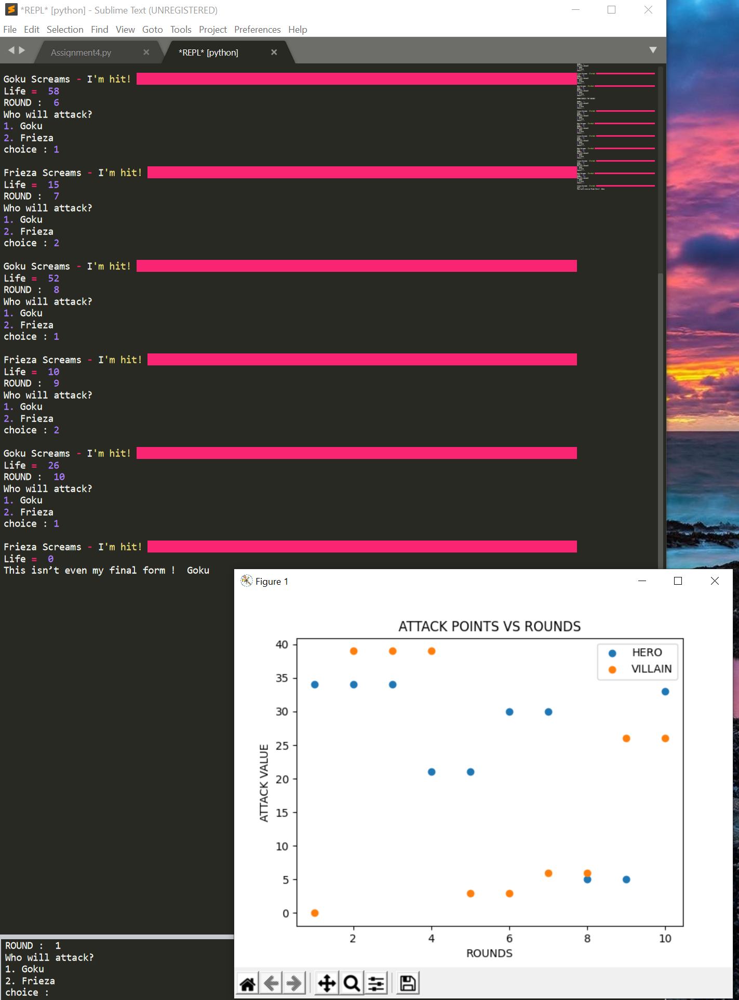 *REPL* [python] - Sublime Text (UNREGISTERED)
File Edit Selection Find View Goto Tools Project Preferences Help
Assignment4.py
*REPL* [python]
Goku Screams - I'm hit!
Life =  58
ROUND :  6
Who will attack?
1. Goku
2. Frieza
choice : 1
Frieza Screams - I'm hit!
Life =  15
ROUND :  7
Who will attack?
1. Goku
2. Frieza
choice : 2
Goku Screams - I'm hit!
Life =  52
ROUND :  8
Who will attack?
1. Goku
2. Frieza
choice : 1
Frieza Screams - I'm hit!
Life =  10
ROUND :  9
Who will attack?
1. Goku
2. Frieza
choice : 2
Goku Screams - I'm hit!
Life =  26
ROUND :  10
Who will attack?
1. Goku
2. Frieza
choice : 1
Frieza Screams - I'm hit!
Life =  0
This isn’t even my final form !  Goku
Figure 1
ATTACK POINTS VS ROUNDS
HERO
VILLAIN
40
35
30
25
20
15
10
5
0
ATTACK VALUE
2 4 6 8 10
ROUNDS
ROUND :  1
Who will attack?
1. Goku
2. Frieza
choice :